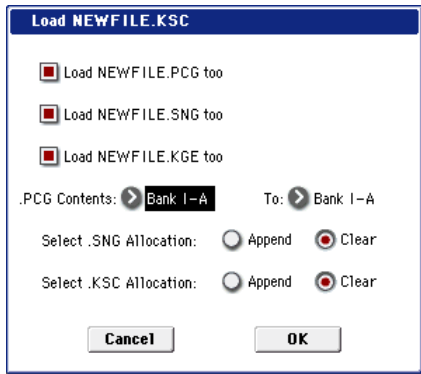 Load NEWFILE.KSC
Load NEWFILE.PCG too
Load NEWFILE.SNG too
Load NEWFILE.KGE too
.PCG Contents: Bank I-A To: Bank I-A
Select .SNG Allocation: Append Clear
Select .KSC Allocation: Append Clear
Cancel OK